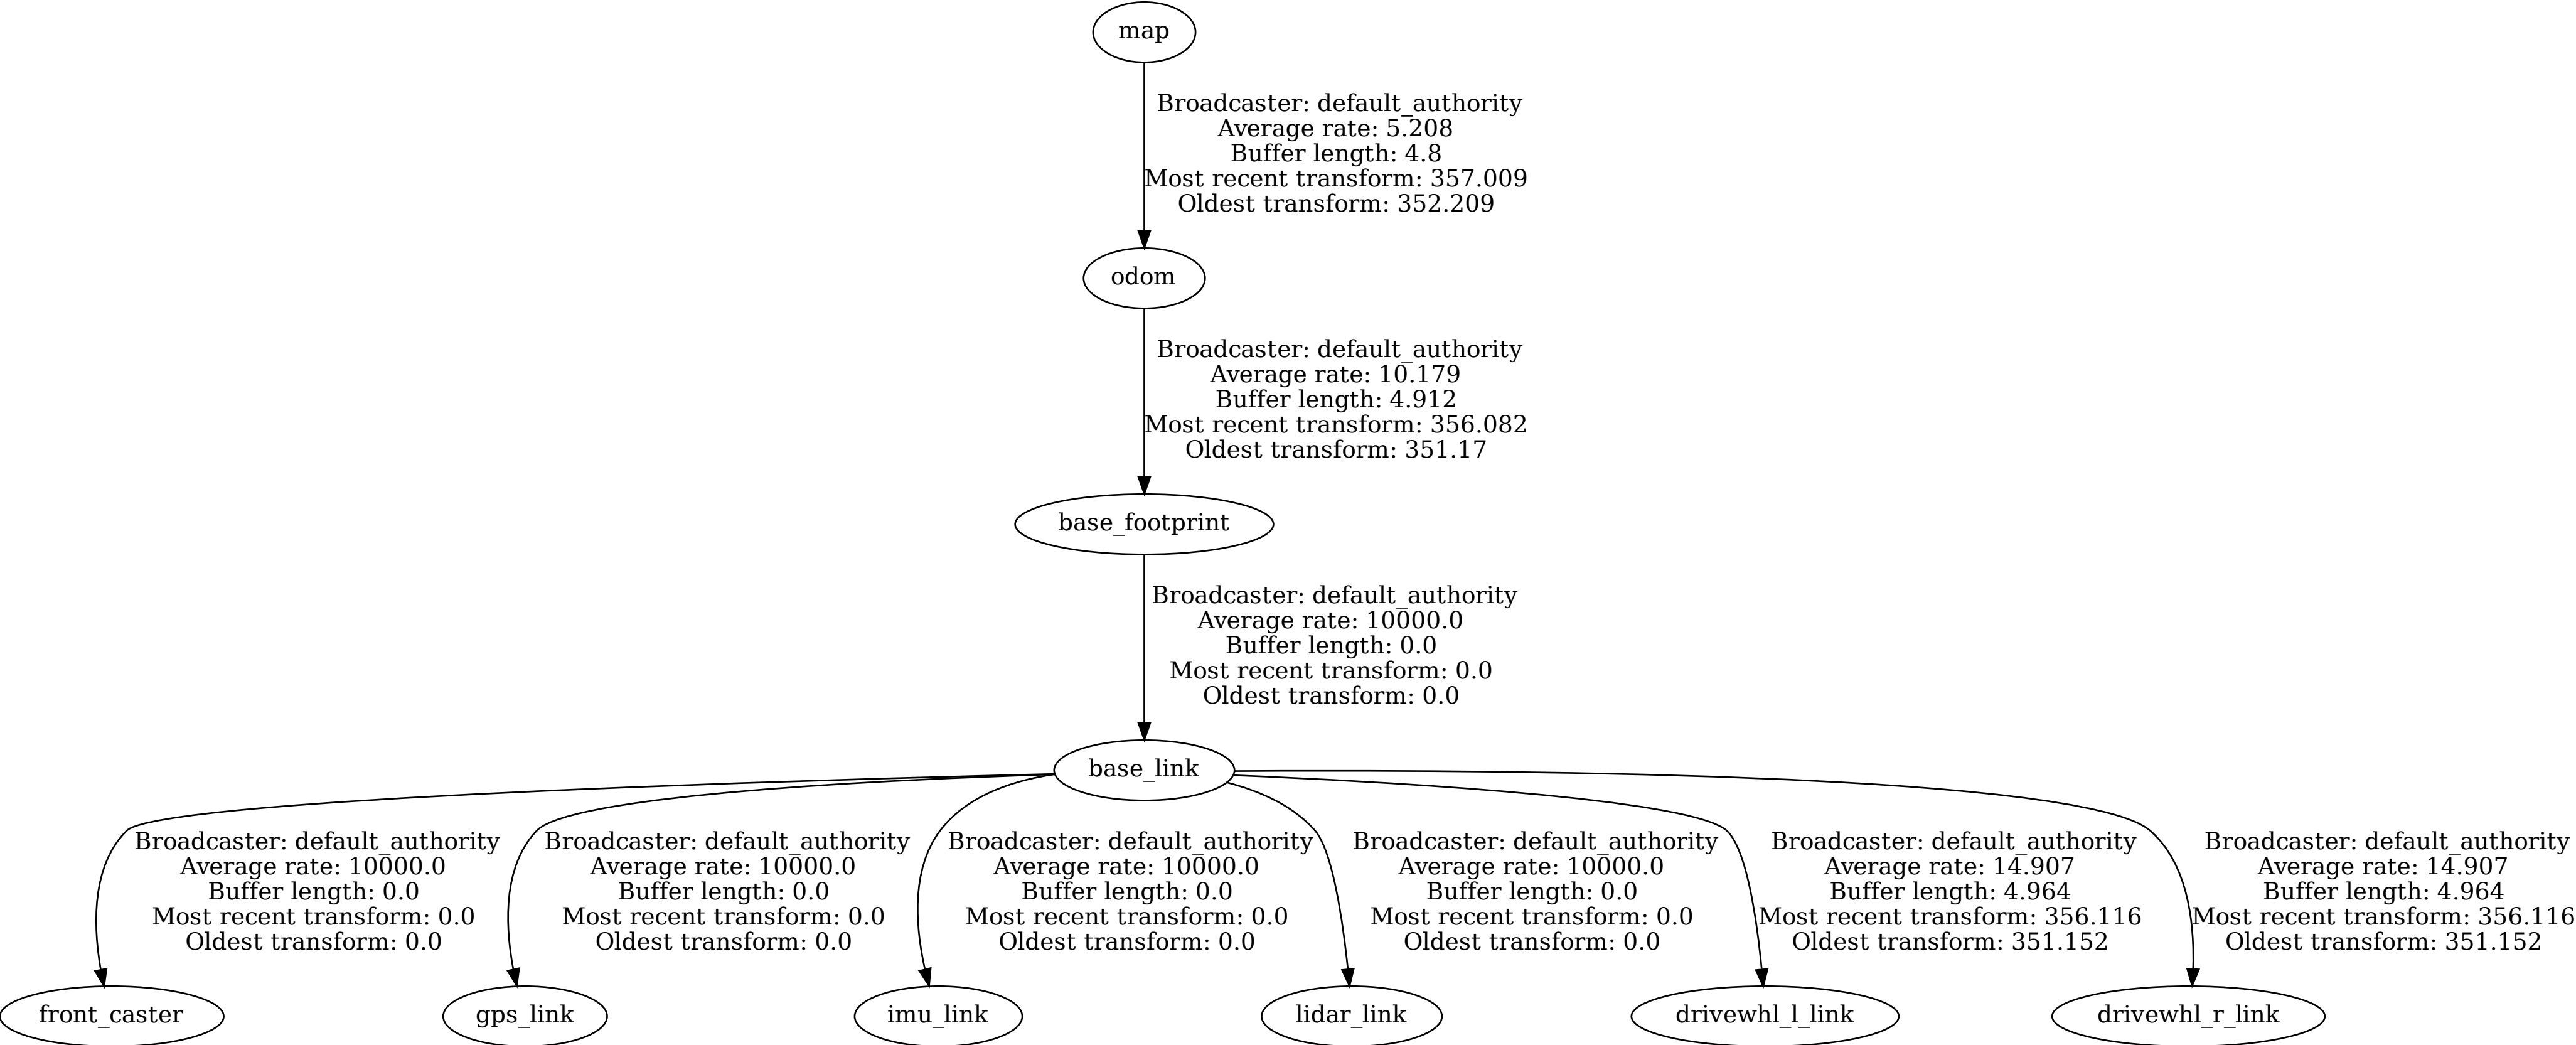 map
Broadcaster: default_authority
Average rate: 5.208
Buffer length: 4.8
Most recent transform: 357.009
Oldest transform: 352.209
odom
Broadcaster: default_authority
Average rate: 10.179
Buffer length: 4.912
Most recent transform: 356.082
Oldest transform: 351.17
base_footprint
Broadcaster: default_authority
Average rate: 10000.0
Buffer length: 0.0
Most recent transform: 0.0
Oldest transform: 0.0
base_link
Broadcaster: default_authority
Average rate: 10000.0
Buffer length: 0.0
Most recent transform: 0.0
Oldest transform: 0.0
Broadcaster: default_authority
Average rate: 10000.0
Buffer length: 0.0
Most recent transform: 0.0
Oldest transform: 0.0
Broadcaster: default_authority
Average rate: 10000.0
Buffer length: 0.0
Most recent transform: 0.0
Oldest transform: 0.0
Broadcaster: default_authority
Average rate: 10000.0
Buffer length: 0.0
Most recent transform: 0.0
Oldest transform: 0.0
Broadcaster: default_authority
Average rate: 14.907
Buffer length: 4.964
Most recent transform: 356.116
Oldest transform: 351.152
Broadcaster: default_authority
Average rate: 14.907
Buffer length: 4.964
Most recent transform: 356.116
Oldest transform: 351.152
front_caster
gps_link
imu_link
lidar_link
drivewhl_l_link
drivewhl_r_link